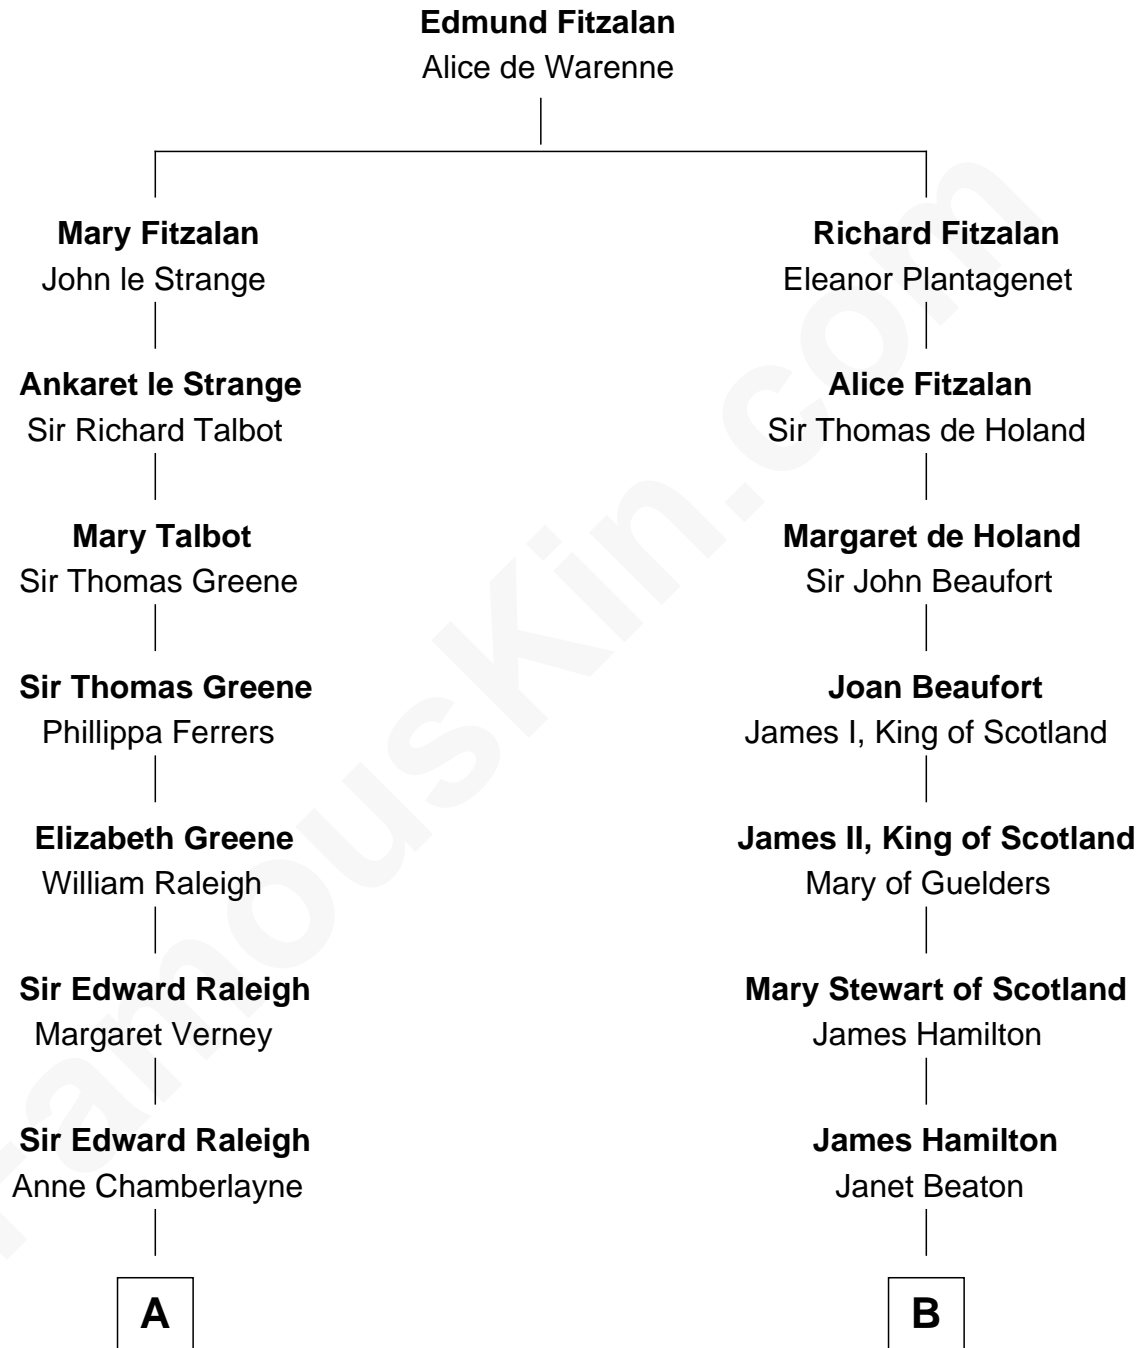 Edmund Fitzalan
Alice de Warenne
Mary Fitzalan
John le Strange
Ankaret le Strange
Sir Richard Talbot
Mary Talbot
Sir Thomas Greene
Sir Thomas Greene
Phillippa Ferrers
Elizabeth Greene
William Raleigh
Sir Edward Raleigh
Margaret Verney
Sir Edward Raleigh
Anne Chamberlayne
A
Richard Fitzalan
Eleanor Plantagenet
Alice Fitzalan
Sir Thomas de Holand
Margaret de Holand
Sir John Beaufort
Joan Beaufort
James I, King of Scotland
James II, King of Scotland
Mary of Guelders
Mary Stewart of Scotland
James Hamilton
James Hamilton
Janet Beaton
B
FamousKin.com